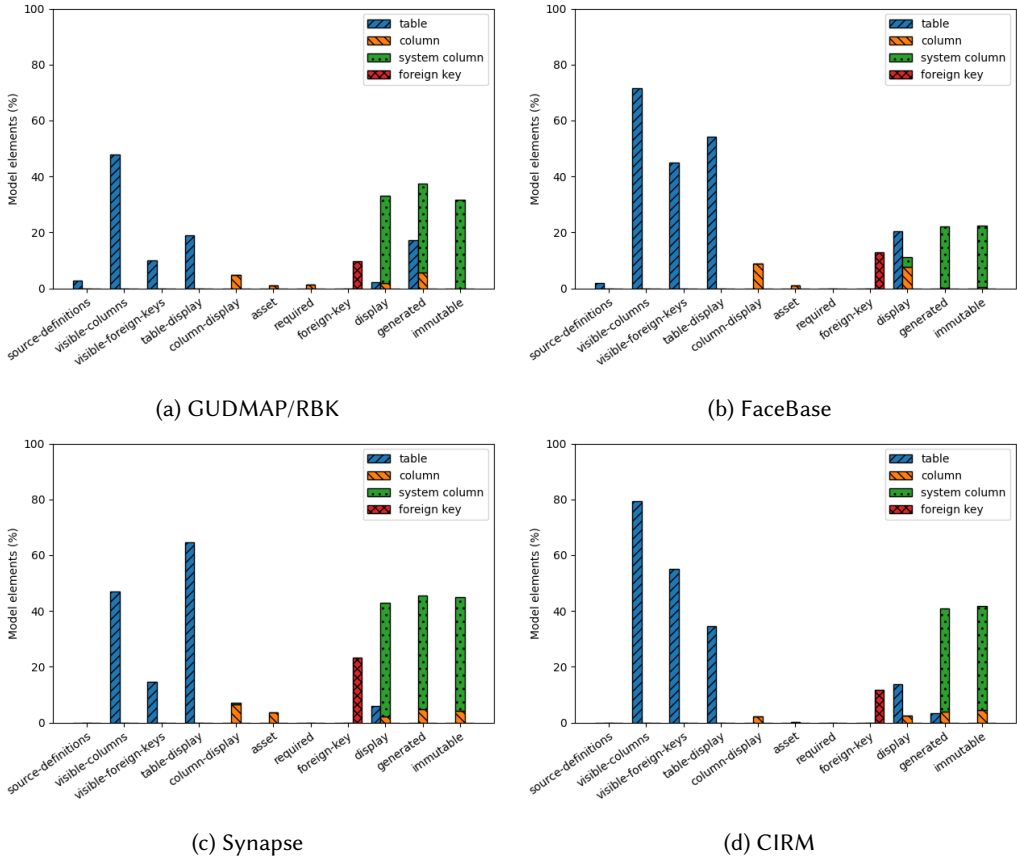 100
80
60
40
20
0
Model elements (%)
table
column
system column
foreign key
source-definitions
visible-columns
visible-foreign-keys
table-display
column-display
asset
required
foreign-key
display
generated
immutable
(a) GUDMAP/RBK
100
80
60
40
20
0
Model elements (%)
table
column
system column
foreign key
source-definitions
visible-columns
visible-foreign-keys
table-display
column-display
asset
required
foreign-key
display
generated
immutable
(b) FaceBase
100
80
60
40
20
0
Model elements (%)
table
column
system column
foreign key
source-definitions
visible-columns
visible-foreign-keys
table-display
column-display
asset
required
foreign-key
display
generated
immutable
(c) Synapse
100
80
60
40
20
0
Model elements (%)
table
column
system column
foreign key
source-definitions
visible-columns
visible-foreign-keys
table-display
column-display
asset
required
foreign-key
display
generated
immutable
(d) CIRM